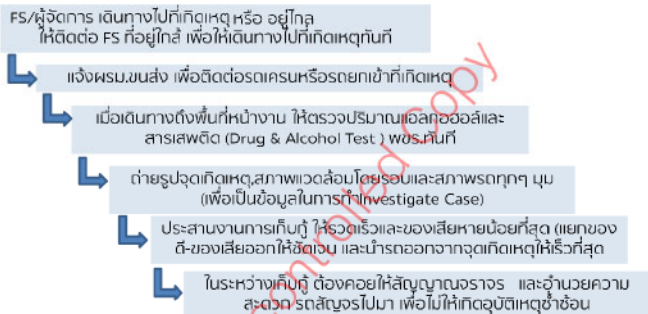 FS/ผู้จัดการ เดินทางไปที่เกิดเหตุ หรือ อยู่ไกล
ให้ติดต่อ FS ที่อยู่ใกล้ เพื่อให้เดินทางไปที่เกิดเหตุทันที
แจ้งผรม.ขนส่ง เพื่อติดต่อรถเครนหรือรถยกเข้าที่เกิดเหตุ
เมื่อเดินทางถึงพื้นที่หน้างาน ให้ตรวจปริมาณแอลกอฮอล์และ
สารเสพติด (Drug & Alcohol Test ) พขร.ทันที
ถ่ายรูปจุดเกิดเหตุ,สภาพแวดล้อมโดยรอบและสภาพรถทุกๆ มุม
(เพื่อเป็นข้อมูลในการทำInvestigate Case)
ประสานงานการเก็บกู้ ให้รวดเร็วและของเสียหายน้อยที่สุด (แยกของ
ดี-ของเสียออกให้ชัดเจน และนำรถออกจากจุดเกิดเหตุให้เร็วที่สุด
ในระหว่างเก็บกู้ ต้องคอยให้สัญญาณจราจร และอำนวยความ
สะดวก รถสัญจรไปมา เพื่อไม่ให้เกิดอุบัติเหตุซ้ำซ้อน
controlled Copy